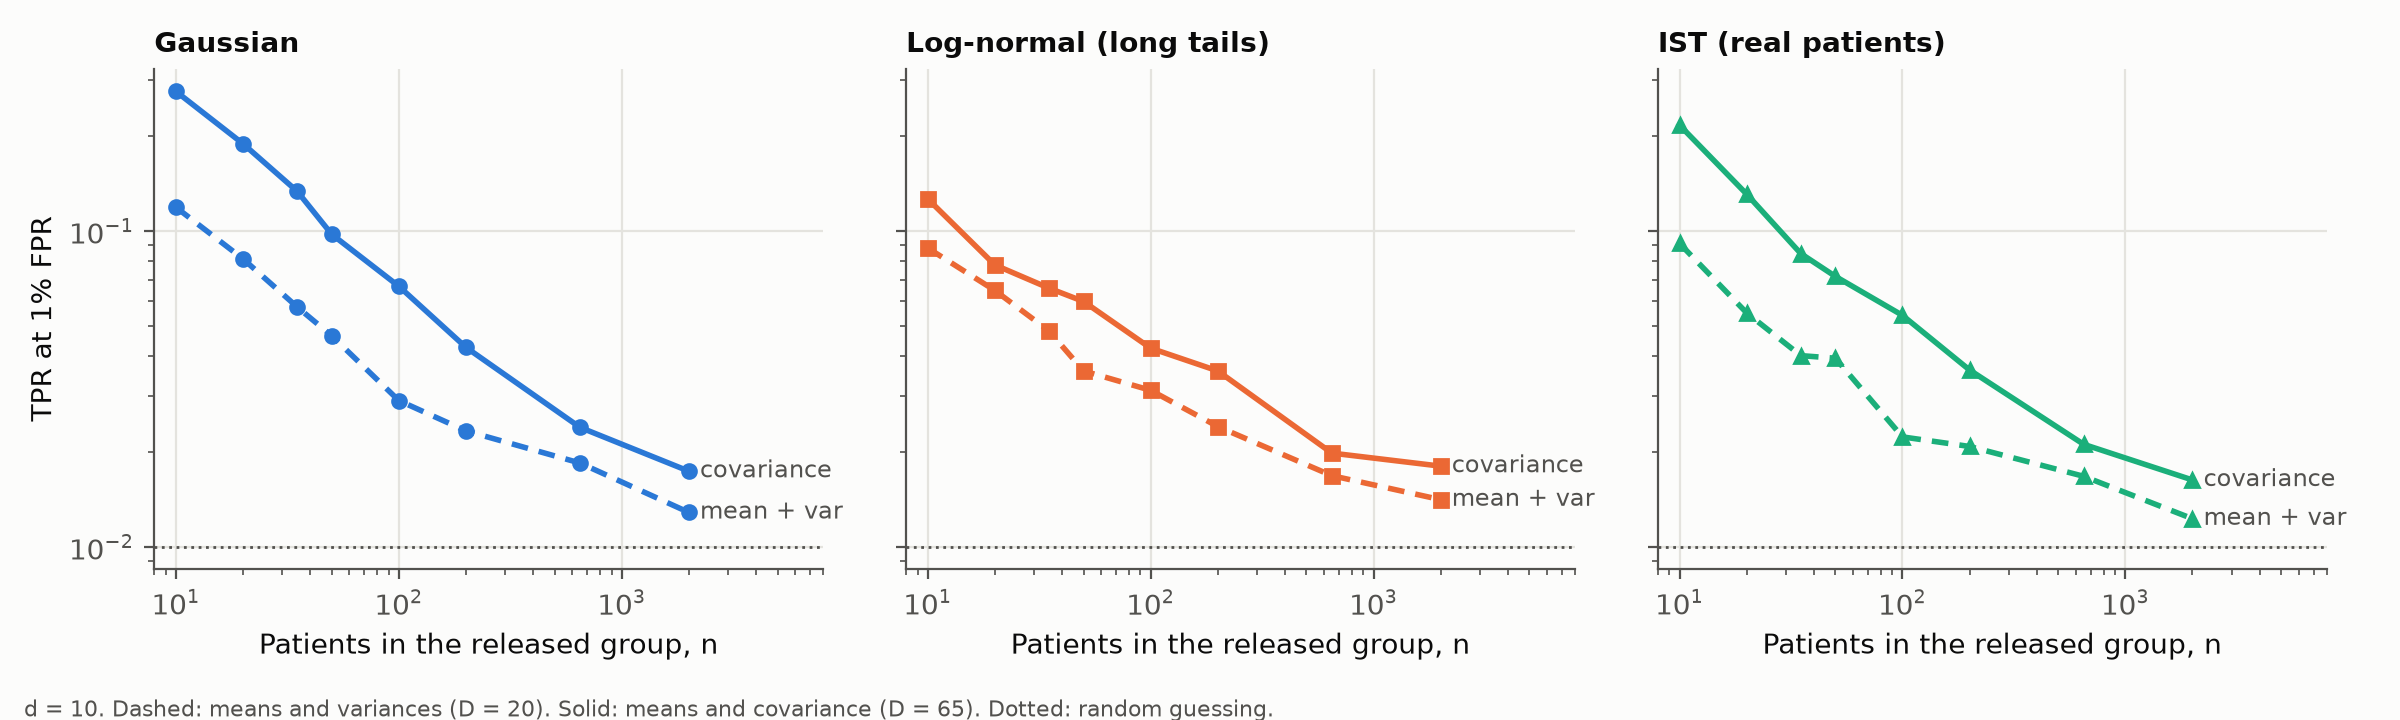 Gaussian
Log-normal (long tails)
IST (real patients)
TPR at 1% FPR
10⁻¹
10⁻²
covariance
mean + var
covariance
mean + var
covariance
mean + var
10¹ 10² 10³
10¹ 10² 10³
10¹ 10² 10³
Patients in the released group, n
Patients in the released group, n
Patients in the released group, n
d = 10. Dashed: means and variances (D = 20). Solid: means and covariance (D = 65). Dotted: random guessing.